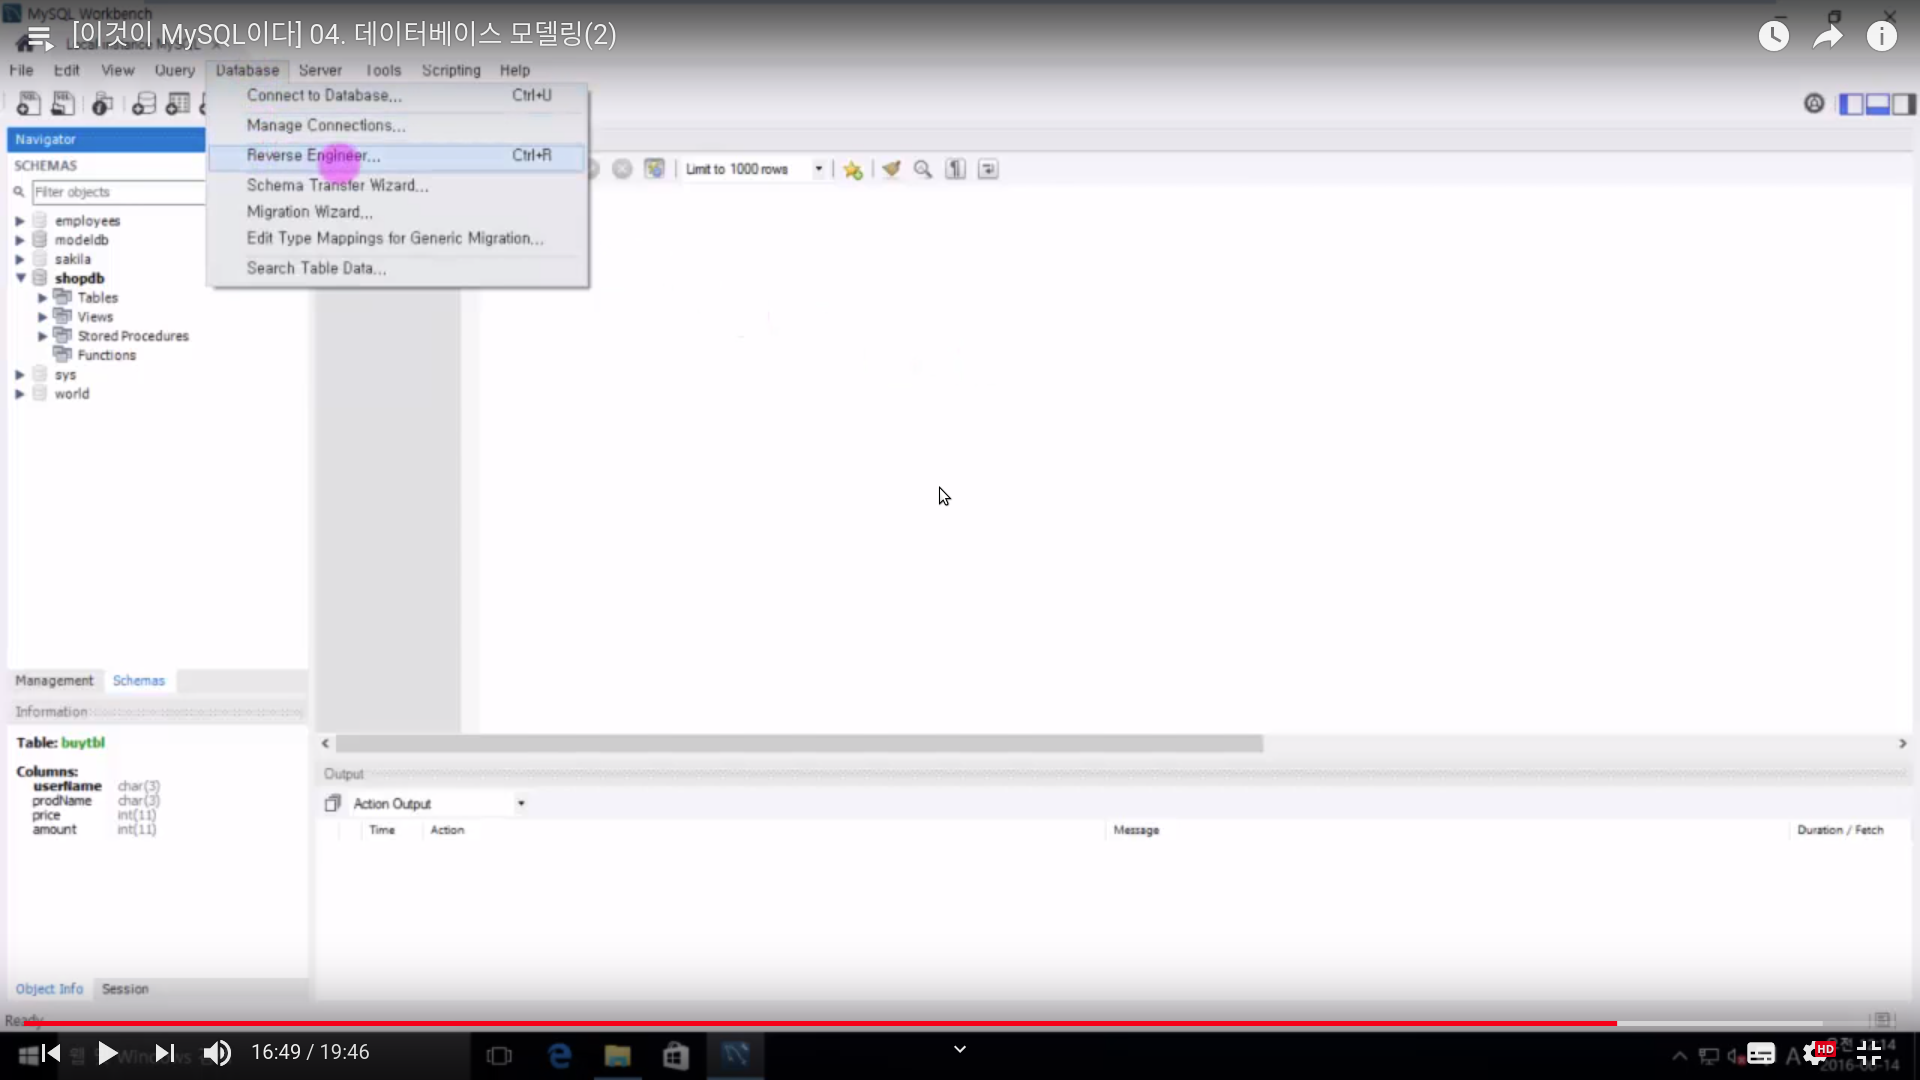 MySQL Workbench
[이것이 MySQL이다] 04. 데이터베이스 모델링(2)
File Edit View Query Database Server Tools Scripting Help
Connect to Database... Ctrl+U
Manage Connections...
Reverse Engineer... Ctrl+R
Schema Transfer Wizard...
Migration Wizard...
Edit Type Mappings for Generic Migration...
Search Table Data...
Navigator
SCHEMAS
Filter objects
Limit to 1000 rows
employees
modeldb
sakila
shopdb
Tables
Views
Stored Procedures
Functions
sys
world
Management Schemas
Information
Table: buytbl
Columns:
userName char(3)
prodName char(3)
price int(11)
amount int(11)
Output
Action Output
Time Action Message Duration / Fetch
Object Info Session
Ready
16:49 / 19:46
HD